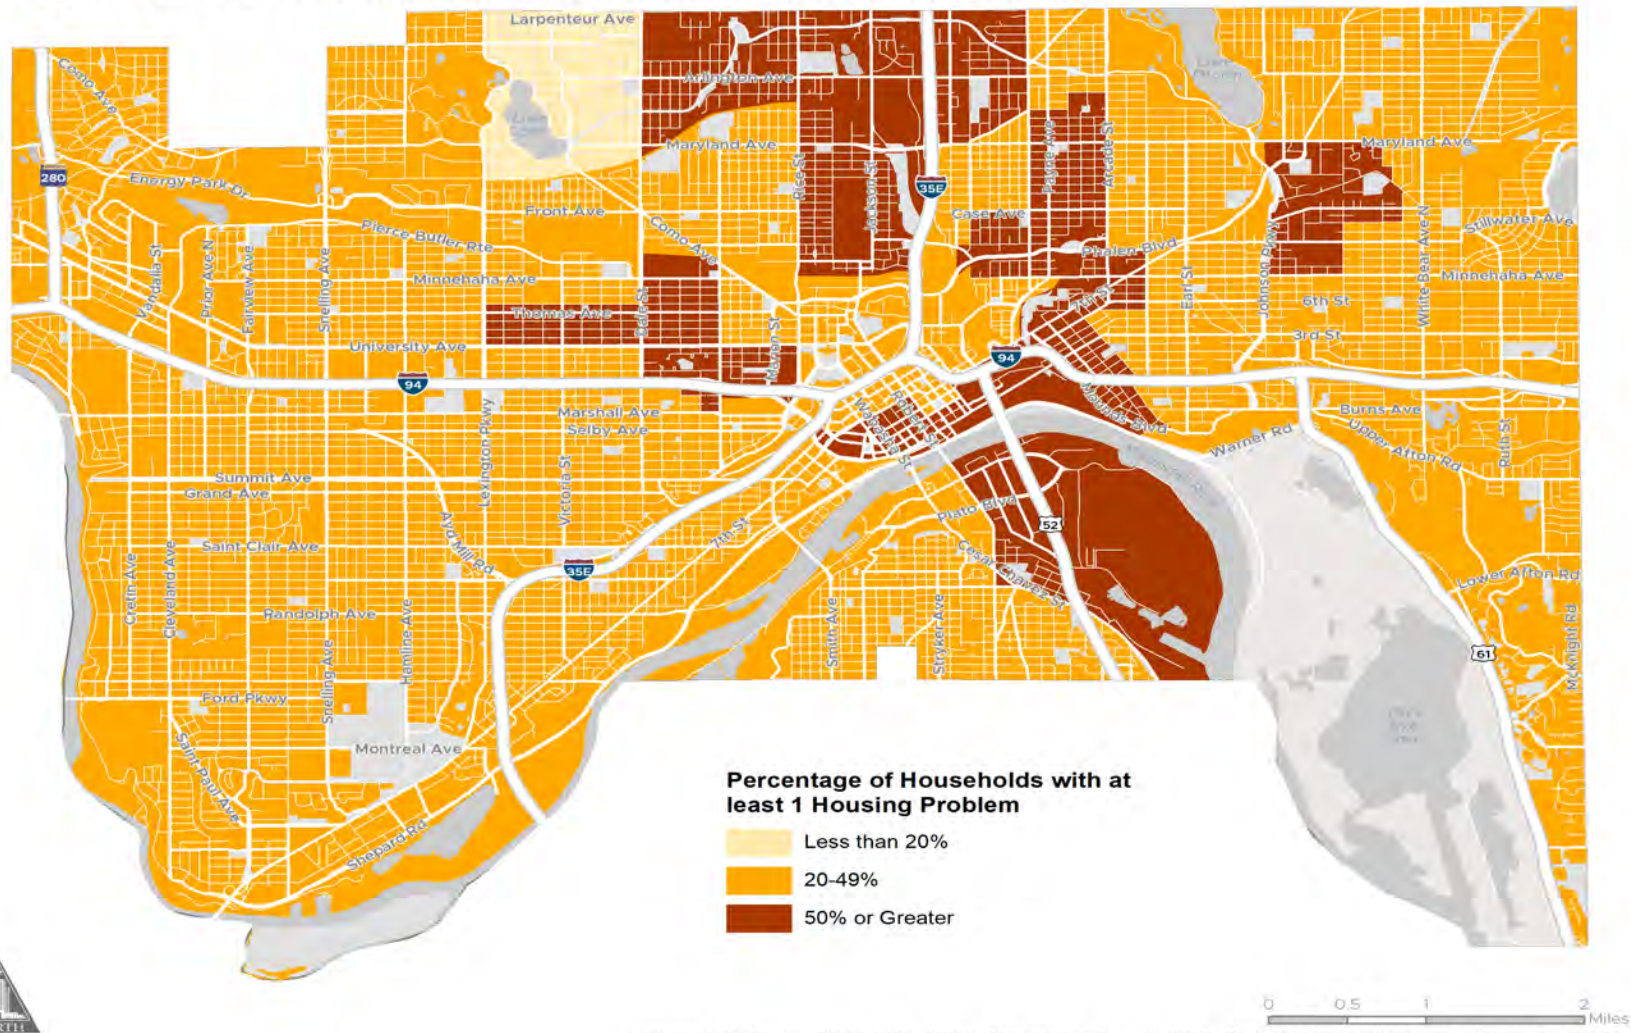 Larpenteur Ave
Como Ave
Arlington Ave
Maryland Ave
Maryland Ave
280
Energy Park Dr
Rice St
Jackson St
35E
Payne Ave
Arcade St
Front Ave
Case Ave
Pierce Butler Rte
Como Ave
Phalen Blvd
Stillwater Ave
Minnehaha Ave
Minnehaha Ave
Vandalia St
Prior Ave N
Fairview Ave
Snelling Ave
Dale St
Marion St
7th St
Earl St
Johnson Pkwy
White Bear Ave N
6th St
Thomas Ave
3rd St
University Ave
94
94
Marshall Ave
Selby Ave
Lexington Pkwy
Victoria St
Wabasha St
Robert St
Mounds Blvd
Burns Ave
Warner Rd
Upper Afton Rd
Ruth St
Summit Ave
Grand Ave
Ayd Mill Rd
7th St
Plato Blvd
52
Saint Clair Ave
Cretin Ave
Cleveland Ave
35E
Cesar Chavez St
Lower Afton Rd
Randolph Ave
Hamline Ave
Smith Ave
Stryker Ave
McKnight Rd
61
Ford Pkwy
Snelling Ave
Montreal Ave
Saint Paul Ave
Shepard Rd
Percentage of Households with at
least 1 Housing Problem
Less than 20%
20-49%
50% or Greater
0 0.5 1 2
Miles